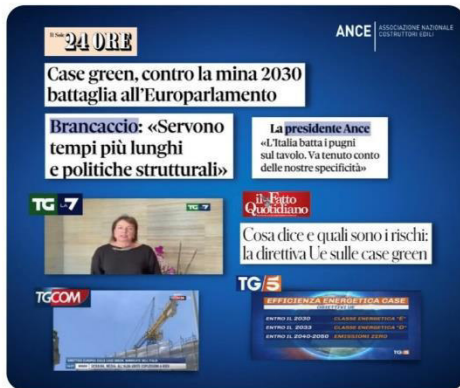 Il Sole
24 ORE
ANCE
ASSOCIAZIONE NAZIONALE
COSTRUTTORI EDILI
Case green, contro la mina 2030
battaglia all'Europarlamento
Brancaccio: «Servono
tempi più lunghi
e politiche strutturali»
La presidente Ance
«L'Italia batta i pugni
sul tavolo. Va tenuto conto
delle nostre specificità»
TG LA7
il Fatto
Quotidiano
Cosa dice e quali sono i rischi:
la direttiva Ue sulle case green
TGCOM
TG5
EFFICIENZA ENERGETICA CASE
DIRETTIVA UE
ENTRO IL 2030 CLASSE ENERGETICA "E"
ENTRO IL 2033 CLASSE ENERGETICA "D"
ENTRO IL 2040-2050 EMISSIONI ZERO
TG5